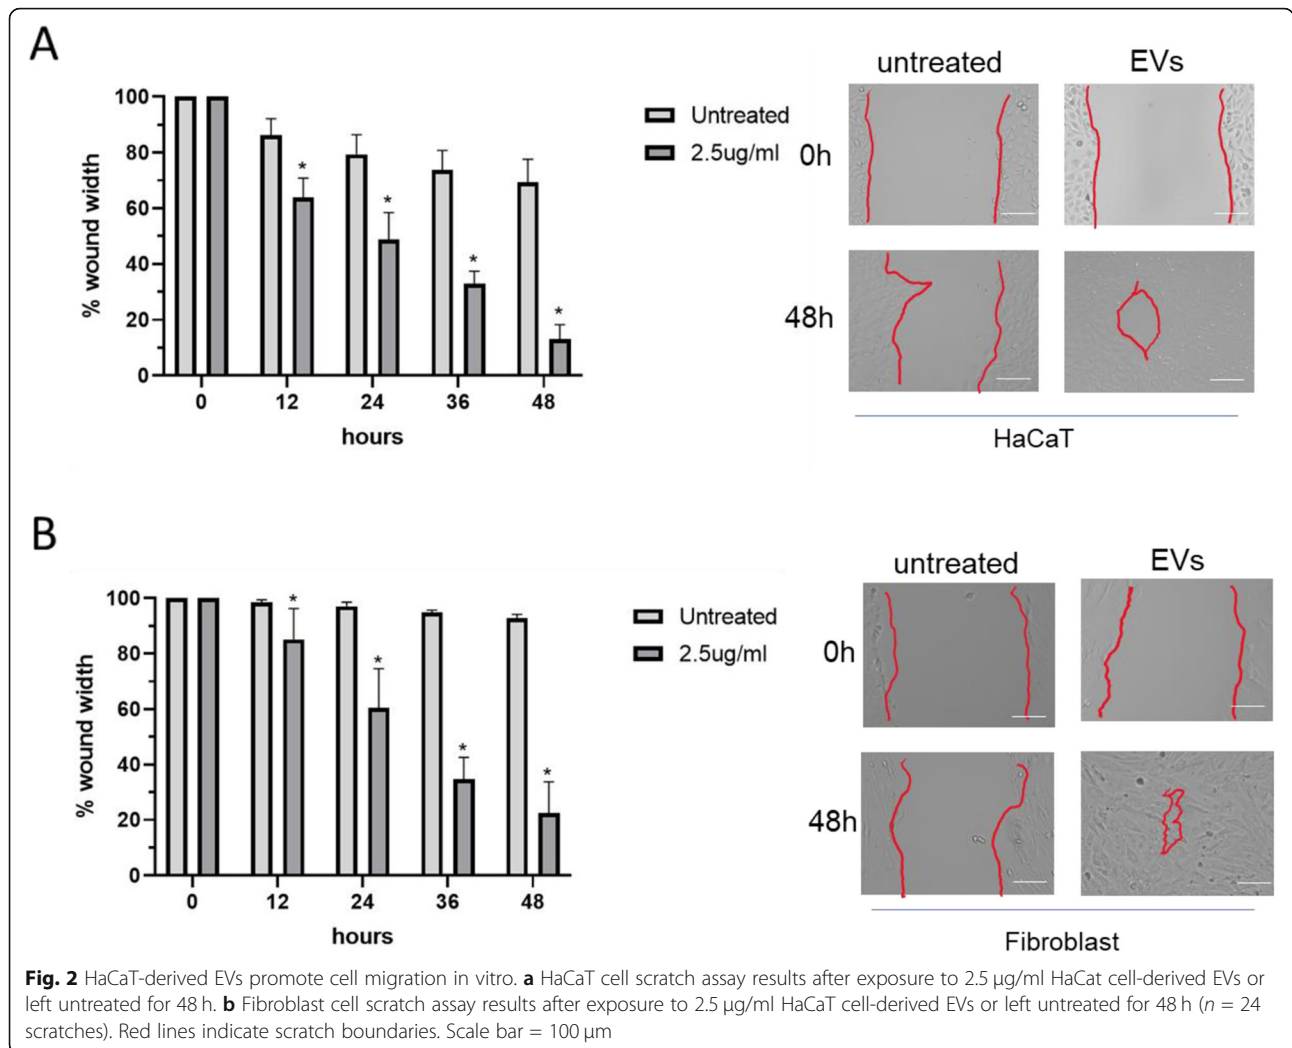 A
untreated
EVs
100
80
60
40
20
0
% wound width
0
12
24
36
48
hours
Untreated
2.5ug/ml
*
*
*
*
0h
48h
HaCaT
B
untreated
EVs
100
80
60
40
20
0
% wound width
0
12
24
36
48
hours
Untreated
2.5ug/ml
*
*
*
*
0h
48h
Fibroblast
Fig. 2 HaCaT-derived EVs promote cell migration in vitro. a HaCaT cell scratch assay results after exposure to 2.5 μg/ml HaCat cell-derived EVs or
left untreated for 48 h. b Fibroblast cell scratch assay results after exposure to 2.5 μg/ml HaCaT cell-derived EVs or left untreated for 48 h (n = 24
scratches). Red lines indicate scratch boundaries. Scale bar = 100 μm